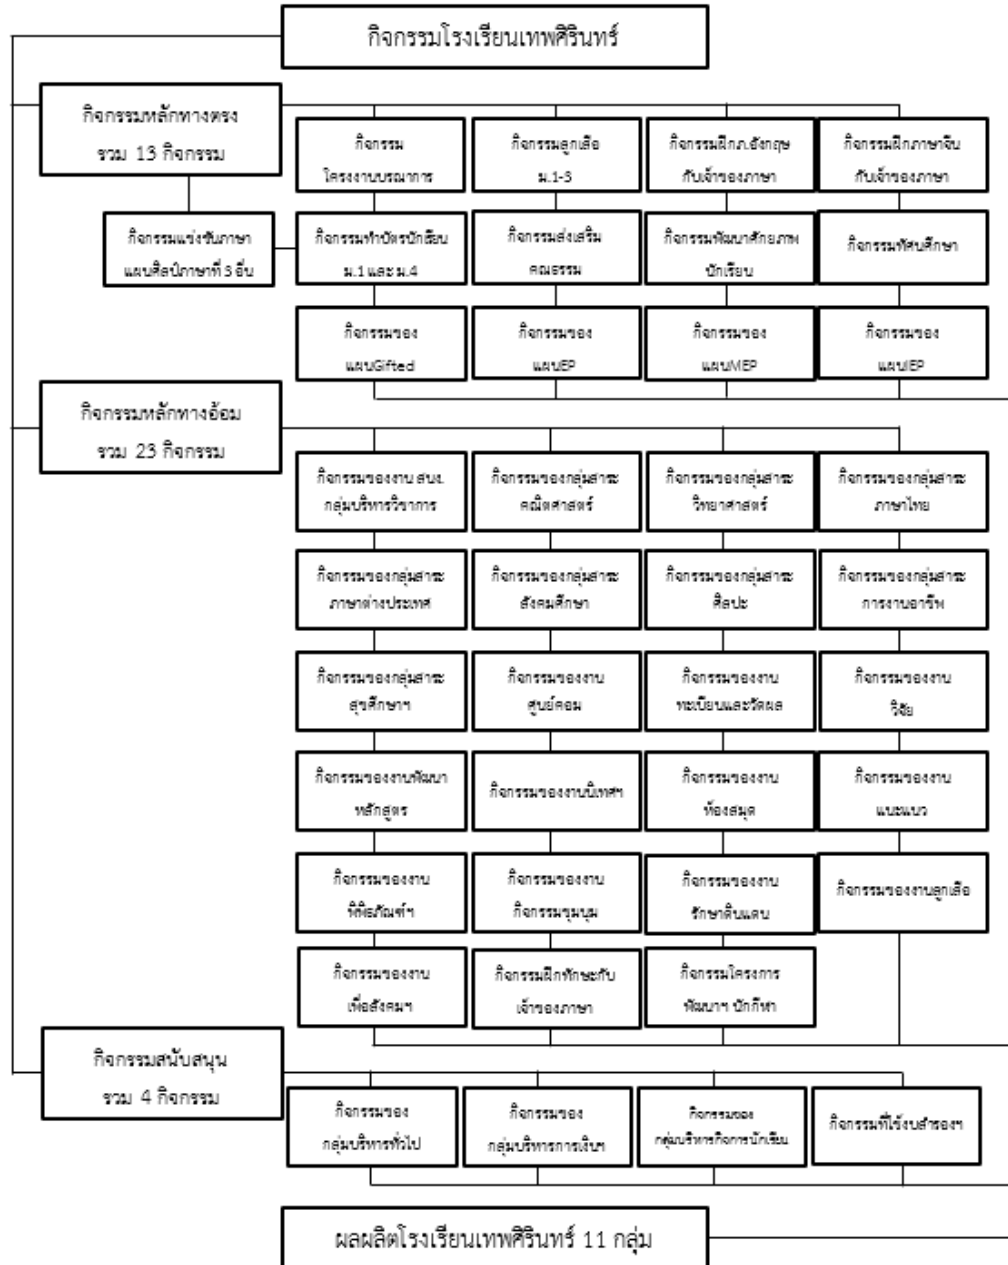 กิจกรรมโรงเรียนเทพศิรินทร์
กิจกรรมหลักทางตรง
รวม 13 กิจกรรม
กิจกรรม
โครงงานบรณาการ
กิจกรรมลูกเสือ
ม.1-3
กิจกรรมฝึกภ.อังกฤษ
กับเจ้าของภาษา
กิจกรรมฝึกภาษาจีน
กับเจ้าของภาษา
กิจกรรมแข่งขันภาษา
แผนศิลป์ภาษาที่ 3 อื่น
กิจกรรมทำบัตรนักเรียน
ม.1 และ ม.4
กิจกรรมส่งเสริม
คณธรรม
กิจกรรมพัฒนาศักยภาพ
นักเรียน
กิจกรรมทัศนศึกษา
กิจกรรมของ
แผนGifted
กิจกรรมของ
แผนEP
กิจกรรมของ
แผนMEP
กิจกรรมของ
แผนIEP
กิจกรรมหลักทางอ้อม
รวม 23 กิจกรรม
กิจกรรมของงาน สนง.
กลุ่มบริหารวิชาการ
กิจกรรมของกลุ่มสาระ
คณิตศาสตร์
กิจกรรมของกลุ่มสาระ
วิทยาศาสตร์
กิจกรรมของกลุ่มสาระ
ภาษาไทย
กิจกรรมของกลุ่มสาระ
ภาษาต่างประเทศ
กิจกรรมของกลุ่มสาระ
สังคมศึกษา
กิจกรรมของกลุ่มสาระ
ศิลปะ
กิจกรรมของกลุ่มสาระ
การงานอาชีพ
กิจกรรมของกลุ่มสาระ
สุขศึกษาฯ
กิจกรรมของงาน
ศูนย์คอม
กิจกรรมของงาน
ทะเบียนและวัดผล
กิจกรรมของงาน
วิจัย
กิจกรรมของงานพัฒนา
หลักสูตร
กิจกรรมของงานนิเทศฯ
กิจกรรมของงาน
ห้องสมุด
กิจกรรมของงาน
แนะแนว
กิจกรรมของงาน
พิพิธภัณฑ์ฯ
กิจกรรมของงาน
กิจกรรมชุมนุม
กิจกรรมของงาน
รักษาดินแดน
กิจกรรมของงานลูกเสือ
กิจกรรมของงาน
เพื่อสังคมฯ
กิจกรรมฝึกทักษะกับ
เจ้าของภาษา
กิจกรรมโครงการ
พัฒนาฯ นักกีฬา
กิจกรรมสนับสนุน
รวม 4 กิจกรรม
กิจกรรมของ
กลุ่มบริหารทั่วไป
กิจกรรมของ
กลุ่มบริหารการเงินฯ
กิจกรรมของ
กลุ่มบริหารกิจการนักเรียน
กิจกรรมที่ใช้งบสำรองฯ
ผลผลิตโรงเรียนเทพศิรินทร์ 11 กลุ่ม